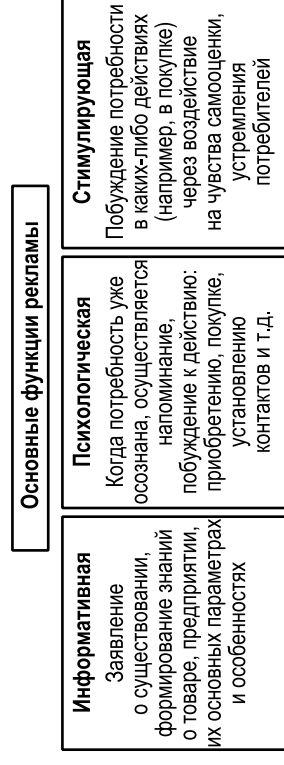 Основные функции рекламы
Информативная
Заявление
о существовании,
формирование знаний
о товаре, предприятии,
их основных параметрах
и особенностях
Психологическая
Когда потребность уже
осознана, осуществляется
напоминание,
побуждение к действию:
приобретению, покупке,
установлению
контактов и т.д.
Стимулирующая
Побуждение потребности
в каких-либо действиях
(например, в покупке)
через воздействие
на чувства самооценки,
устремления
потребителей